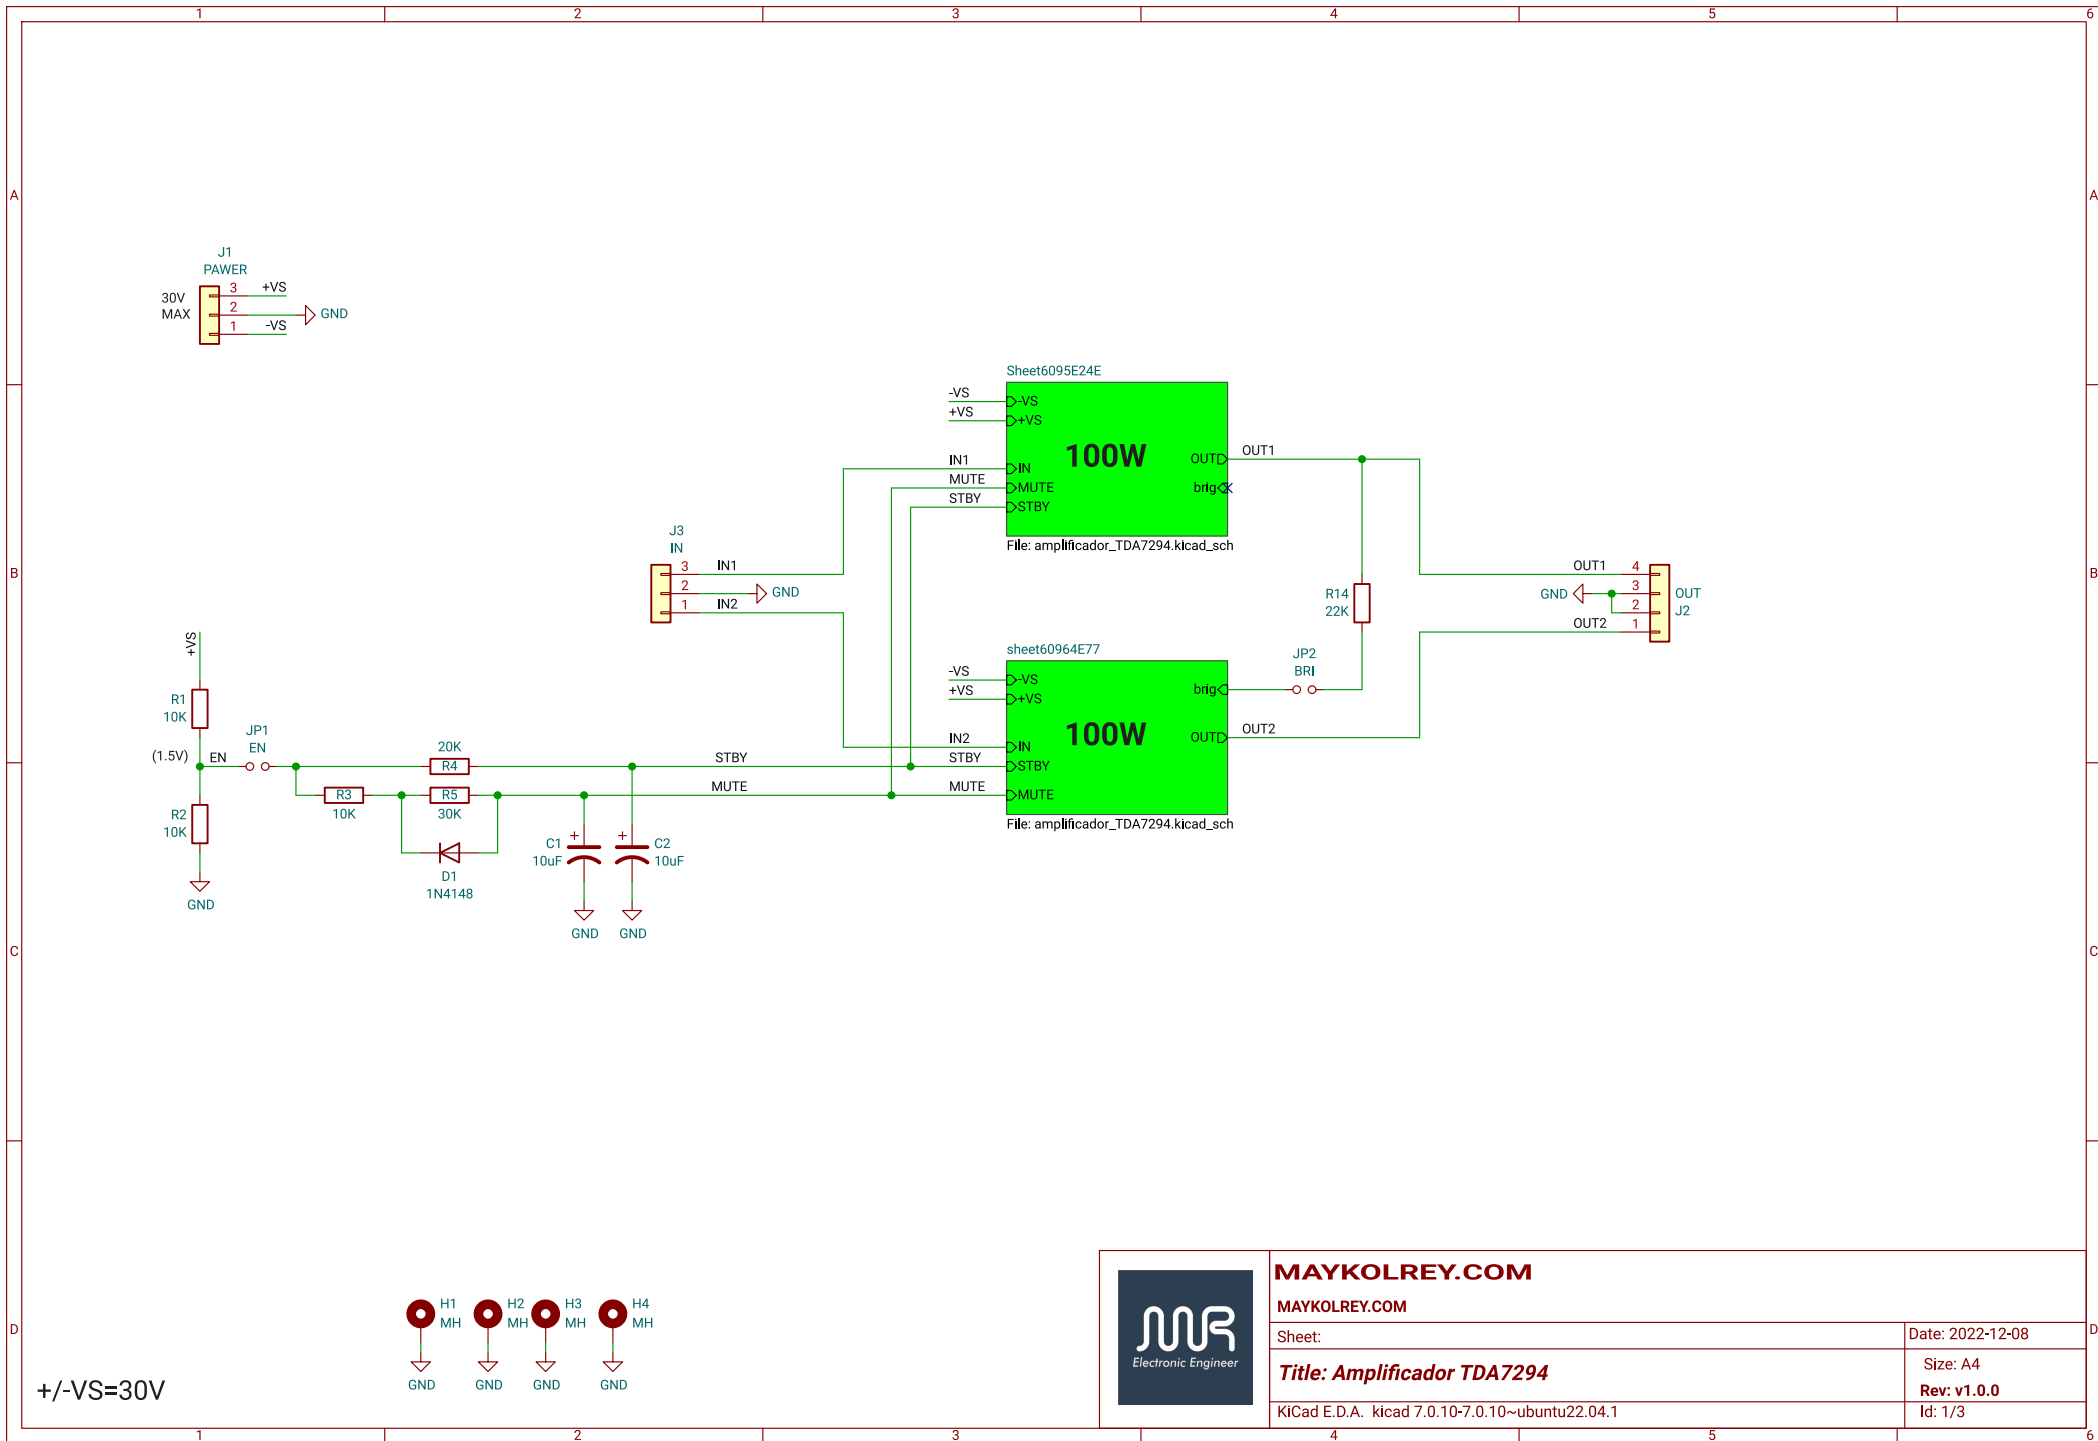 1 2 3 4 5 6
A A
J1
PAWER
30V
MAX
3 +VS
2 GND
1 -VS
Sheet6095E24E
-VS -VS
+VS +VS
100W
IN1 IN
MUTE MUTE
STBY STBY
OUT OUT1
brig
File: amplificador_TDA7294.kicad_sch
J3
IN
3 IN1
2 GND
1 IN2
B B
R14
22K
OUT1 4
GND 3
2
OUT2 1
OUT
J2
+VS
R1
10K
(1.5V) EN
JP1
EN
R2
10K
GND
20K
R4
R3
10K
R5
30K
D1
1N4148
STBY
MUTE
+
C1
10uF
GND
+
C2
10uF
GND
sheet60964E77
-VS -VS
+VS +VS
100W
IN2 IN
STBY STBY
MUTE MUTE
brig
OUT OUT2
File: amplificador_TDA7294.kicad_sch
JP2
BRI
C C
H1
MH
GND
H2
MH
GND
H3
MH
GND
H4
MH
GND
D D
+/-VS=30V
MR
Electronic Engineer
MAYKOLREY.COM
MAYKOLREY.COM
Sheet:
Date: 2022-12-08
Title: Amplificador TDA7294
Size: A4
Rev: v1.0.0
KiCad E.D.A. kicad 7.0.10-7.0.10~ubuntu22.04.1
Id: 1/3
1 2 3 4 5 6